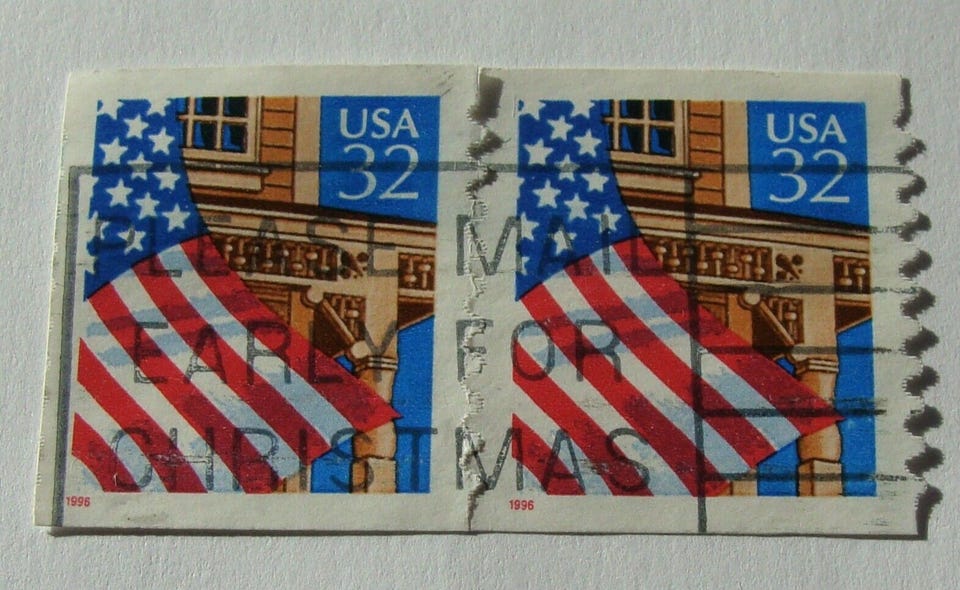 USA
32
USA
32
PLEASE MAIL
EARLY FOR
CHRISTMAS
1996
1996